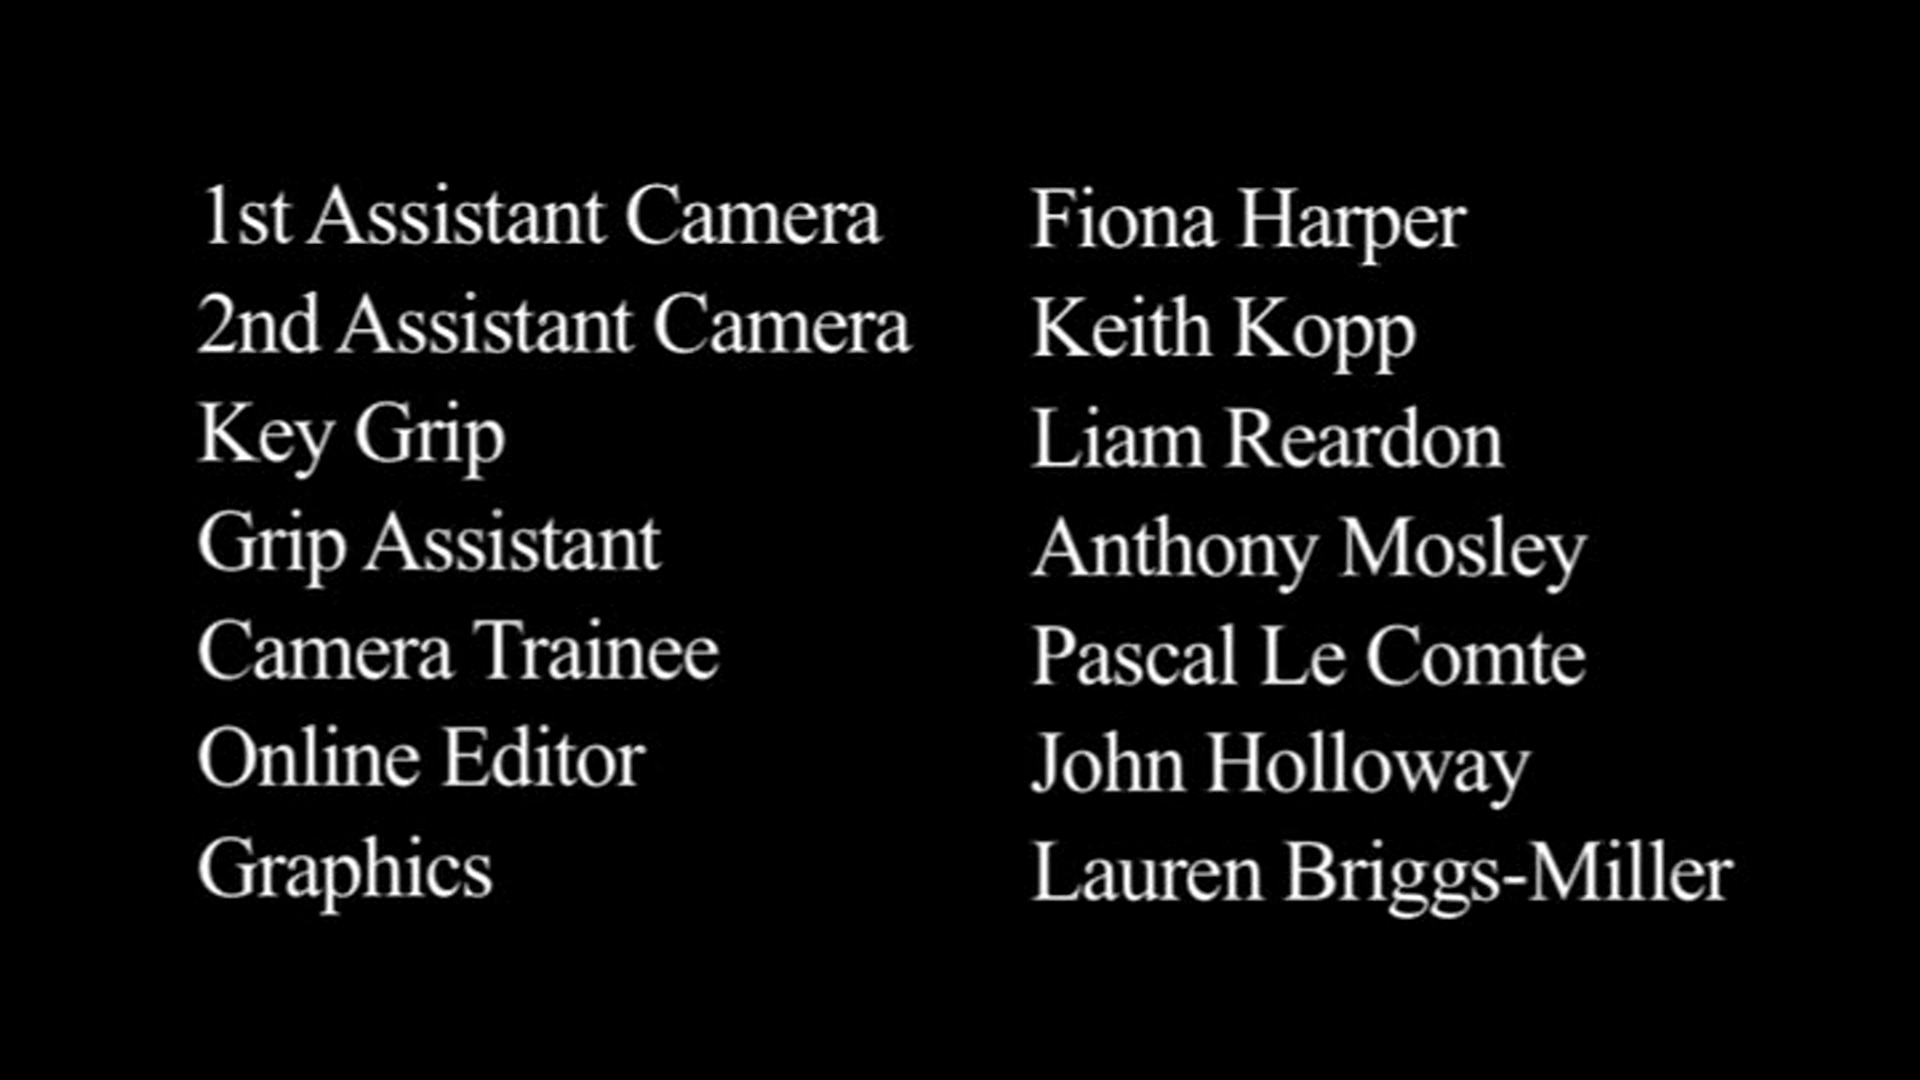 1st Assistant Camera Fiona Harper
2nd Assistant Camera Keith Kopp
Key Grip Liam Reardon
Grip Assistant Anthony Mosley
Camera Trainee Pascal Le Comte
Online Editor John Holloway
Graphics Lauren Briggs-Miller